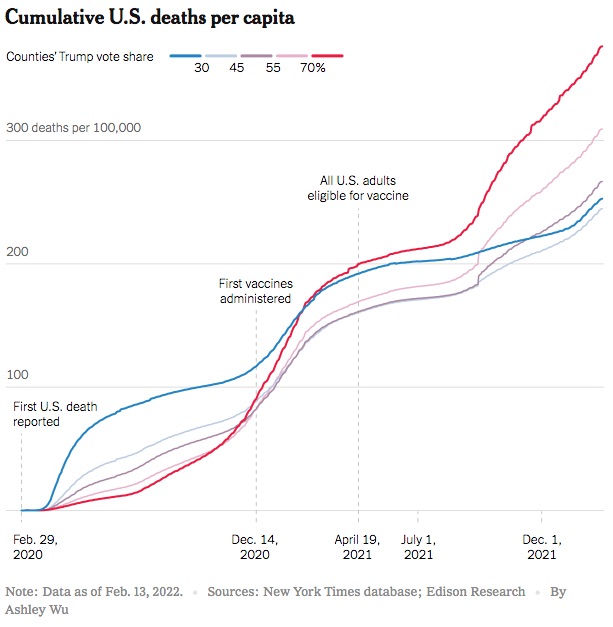 Cumulative U.S. deaths per capita
Counties’ Trump vote share
30 45 55 70%
300 deaths per 100,000
All U.S. adults
eligible for vaccine
200
First vaccines
administered
100
First U.S. death
reported
Feb. 29,
2020
Dec. 14,
2020
April 19,
2021
July 1,
2021
Dec. 1,
2021
Note: Data as of Feb. 13, 2022. • Sources: New York Times database; Edison Research • By
Ashley Wu